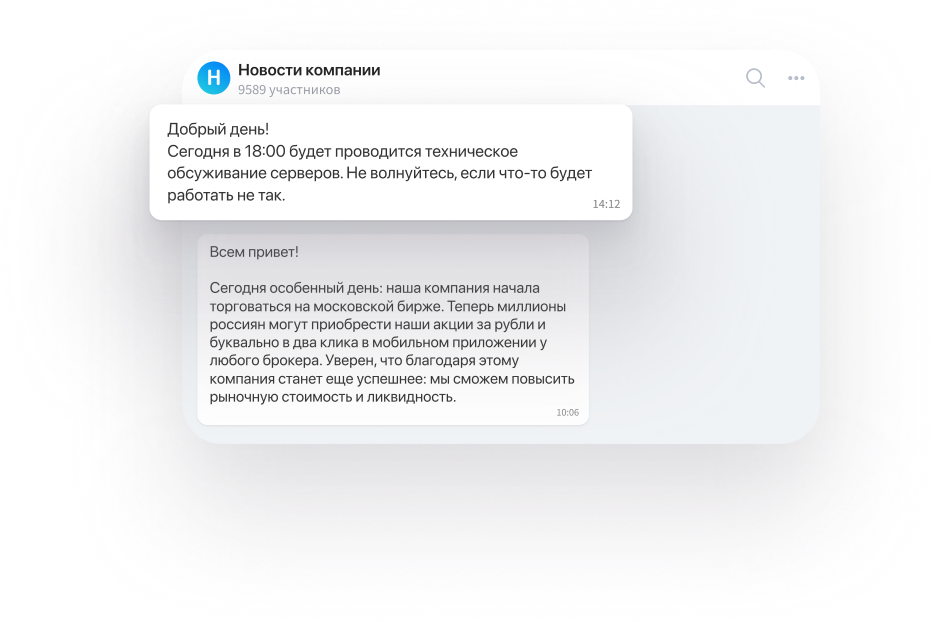 Н
Новости компании
9589 участников
Добрый день!
Сегодня в 18:00 будет проводится техническое
обсуживание серверов. Не волнуйтесь, если что-то будет
работать не так.
14:12
Всем привет!
Сегодня особенный день: наша компания начала
торговаться на московской бирже. Теперь миллионы
россиян могут приобрести наши акции за рубли и
буквально в два клика в мобильном приложении у
любого брокера. Уверен, что благодаря этому
компания станет еще успешнее: мы сможем повысить
рыночную стоимость и ликвидность.
10:06